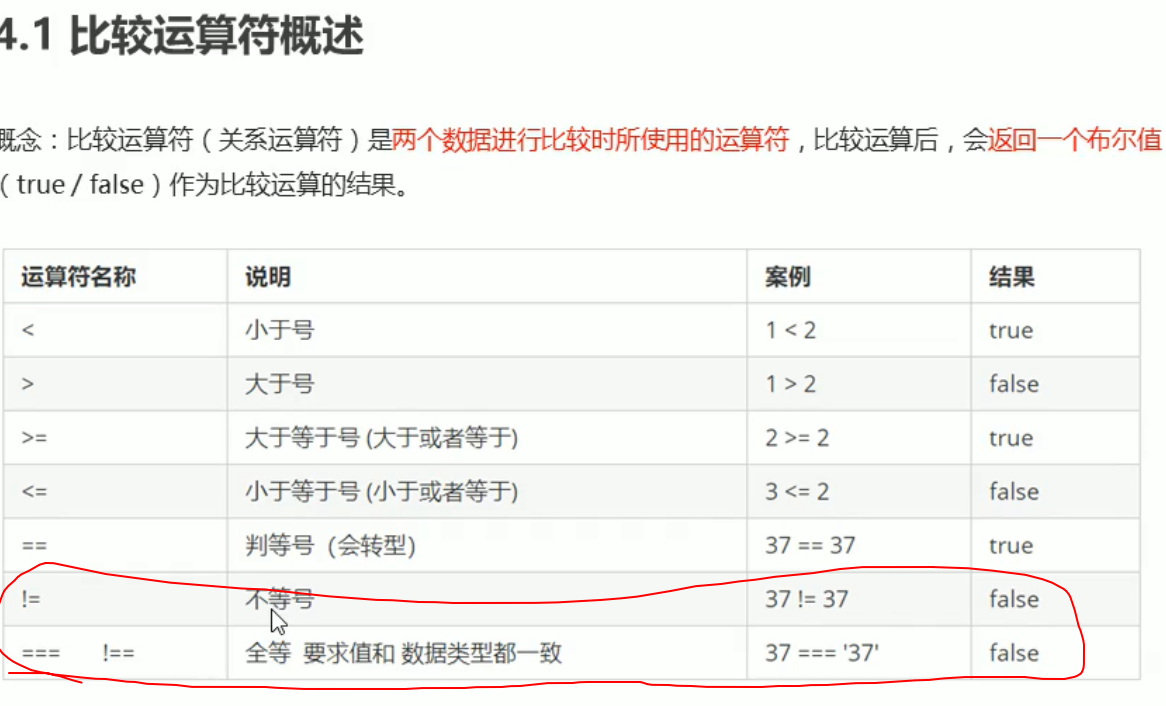 4.1 比较运算符概述
概念：比较运算符（关系运算符）是两个数据进行比较时所使用的运算符，比较运算后，会返回一个布尔值
（true / false）作为比较运算的结果。
运算符名称 说明 案例 结果
< 小于号 1 < 2 true
> 大于号 1 > 2 false
>= 大于等于号 (大于或者等于) 2 >= 2 true
<= 小于等于号 (小于或者等于) 3 <= 2 false
== 判等号（会转型) 37 == 37 true
!= 不等号 37 != 37 false
=== !== 全等 要求值和 数据类型都一致 37 === '37' false